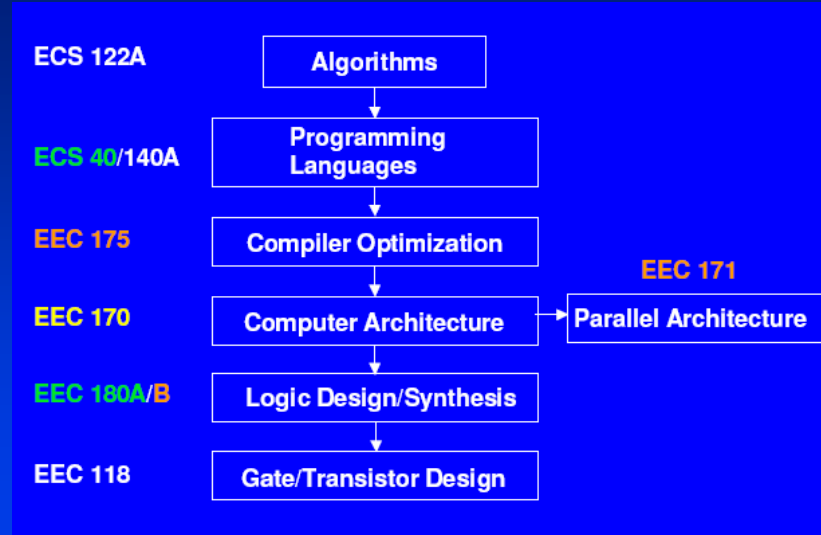 ECS 122A
Algorithms
ECS 40/140A
Programming
Languages
EEC 175
Compiler Optimization
EEC 171
EEC 170
Computer Architecture
Parallel Architecture
EEC 180A/B
Logic Design/Synthesis
EEC 118
Gate/Transistor Design